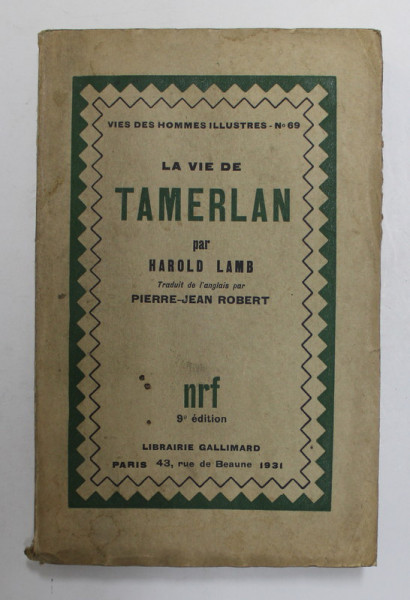 VIES DES HOMMES ILLUSTRES - No 69
LA VIE DE
TAMERLAN
par
HAROLD LAMB
Traduit de l'anglais par
PIERRE-JEAN ROBERT
nrf
9e édition
LIBRAIRIE GALLIMARD
PARIS 43, rue de Beaune 1931